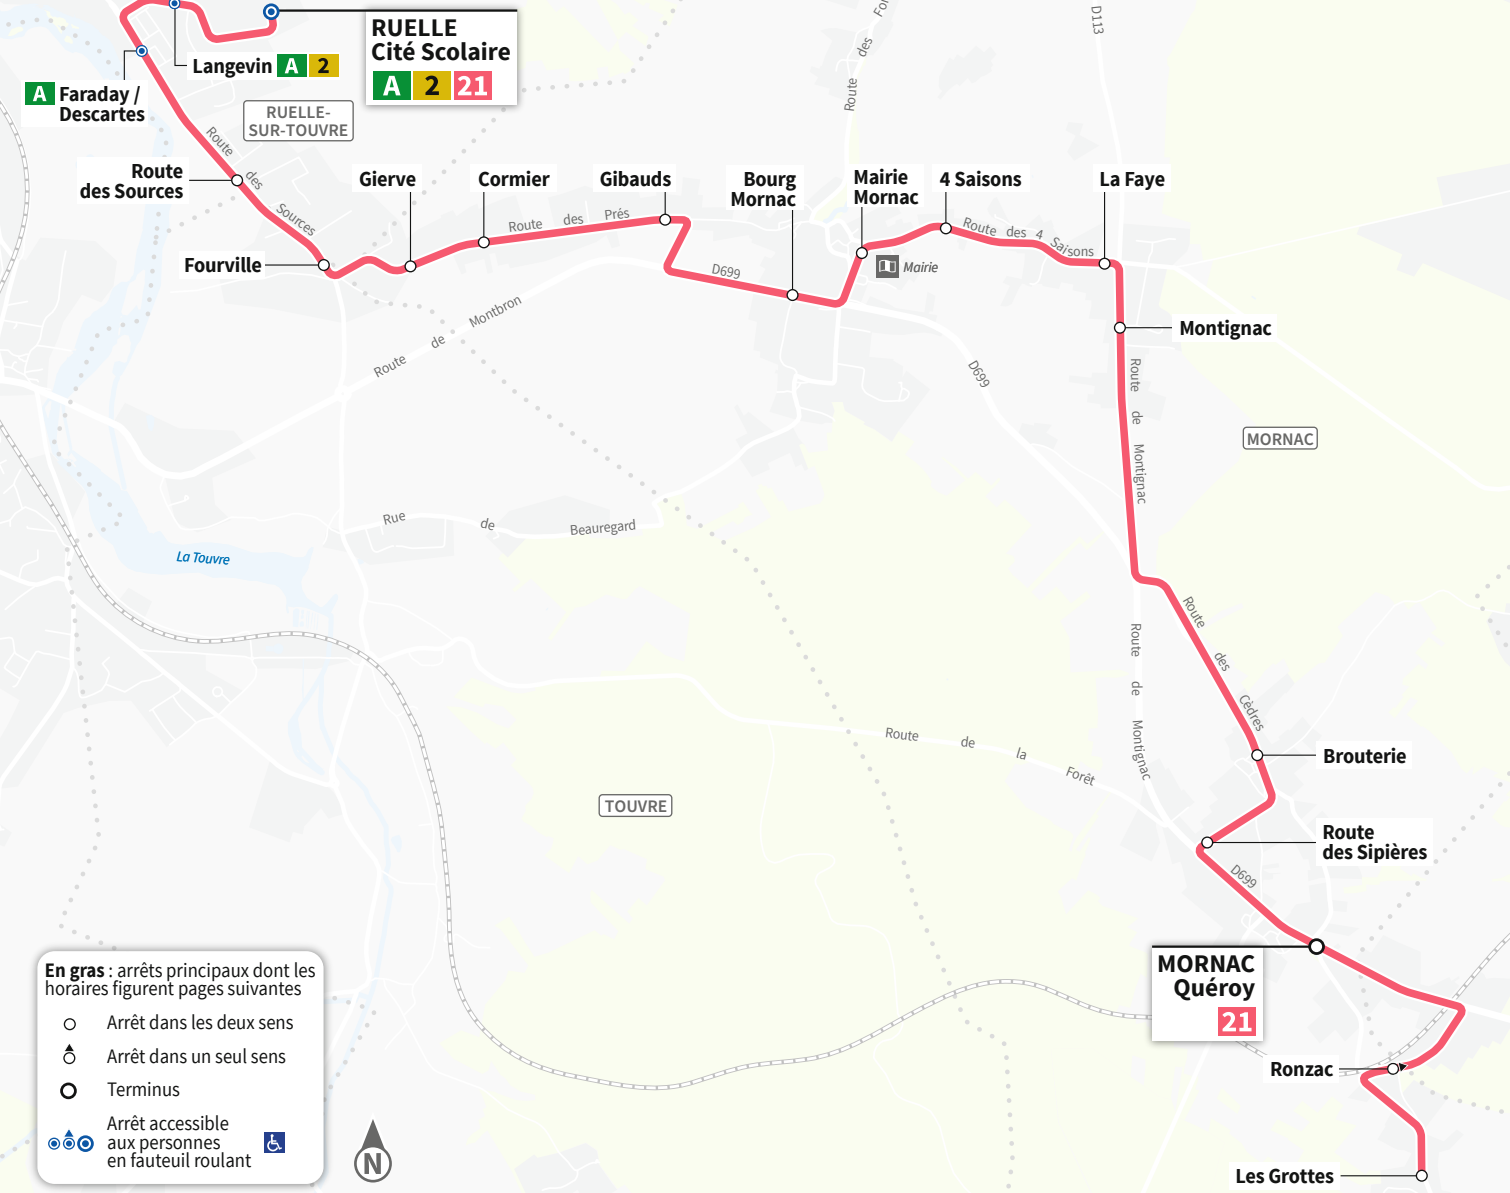 RUELLE
Cité Scolaire
A 2 21
Langevin A 2
A Faraday /
Descartes
RUELLE-
SUR-TOUVRE
Route
des Sources
Route des Sources
Fourville
Gierve
Cormier
Gibauds
Route des Prés
Bourg
Mornac
D699
Mairie
Mornac
Mairie
4 Saisons
Route des 4 Saisons
La Faye
D113
Route des
Montignac
Route de Montignac
MORNAC
Route de Montbron
D699
Rue de Beauregard
La Touvre
Route des Cèdres
Route de Montignac
Route de la Forêt
Brouterie
TOUVRE
Route
des Sipières
D699
MORNAC
Quéroy
21
Ronzac
Les Grottes
En gras : arrêts principaux dont les
horaires figurent pages suivantes
Arrêt dans les deux sens
Arrêt dans un seul sens
Terminus
Arrêt accessible
aux personnes
en fauteuil roulant
N